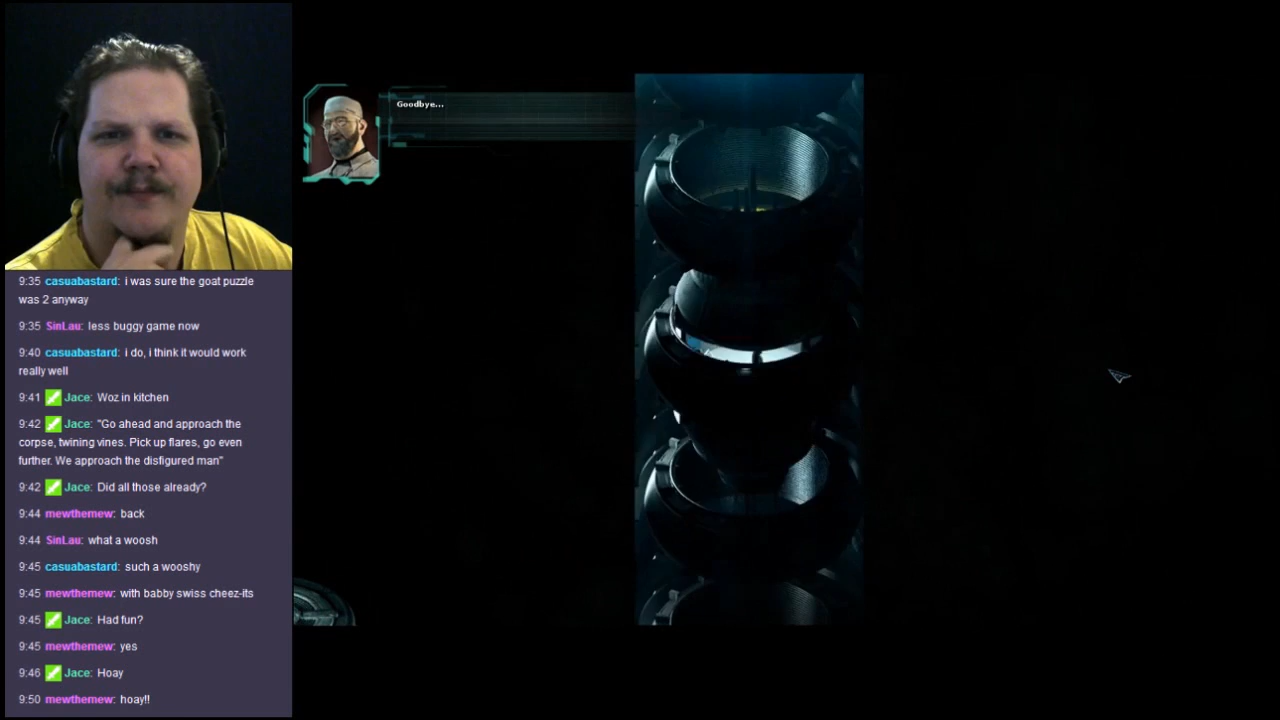 Goodbye...
9:35 casuabastard: i was sure the goat puzzle
was 2 anyway
9:35 SinLau: less buggy game now
9:40 casuabastard: i do, i think it would work
really well
9:41 Jace: Woz in kitchen
9:42 Jace: "Go ahead and approach the
corpse, twining vines. Pick up flares, go even
further. We approach the disfigured man"
9:42 Jace: Did all those already?
9:44 mewthemew: back
9:44 SinLau: what a woosh
9:45 casuabastard: such a wooshy
9:45 mewthemew: with babby swiss cheez-its
9:45 Jace: Had fun?
9:45 mewthemew: yes
9:46 Jace: Hoay
9:50 mewthemew: hoay!!